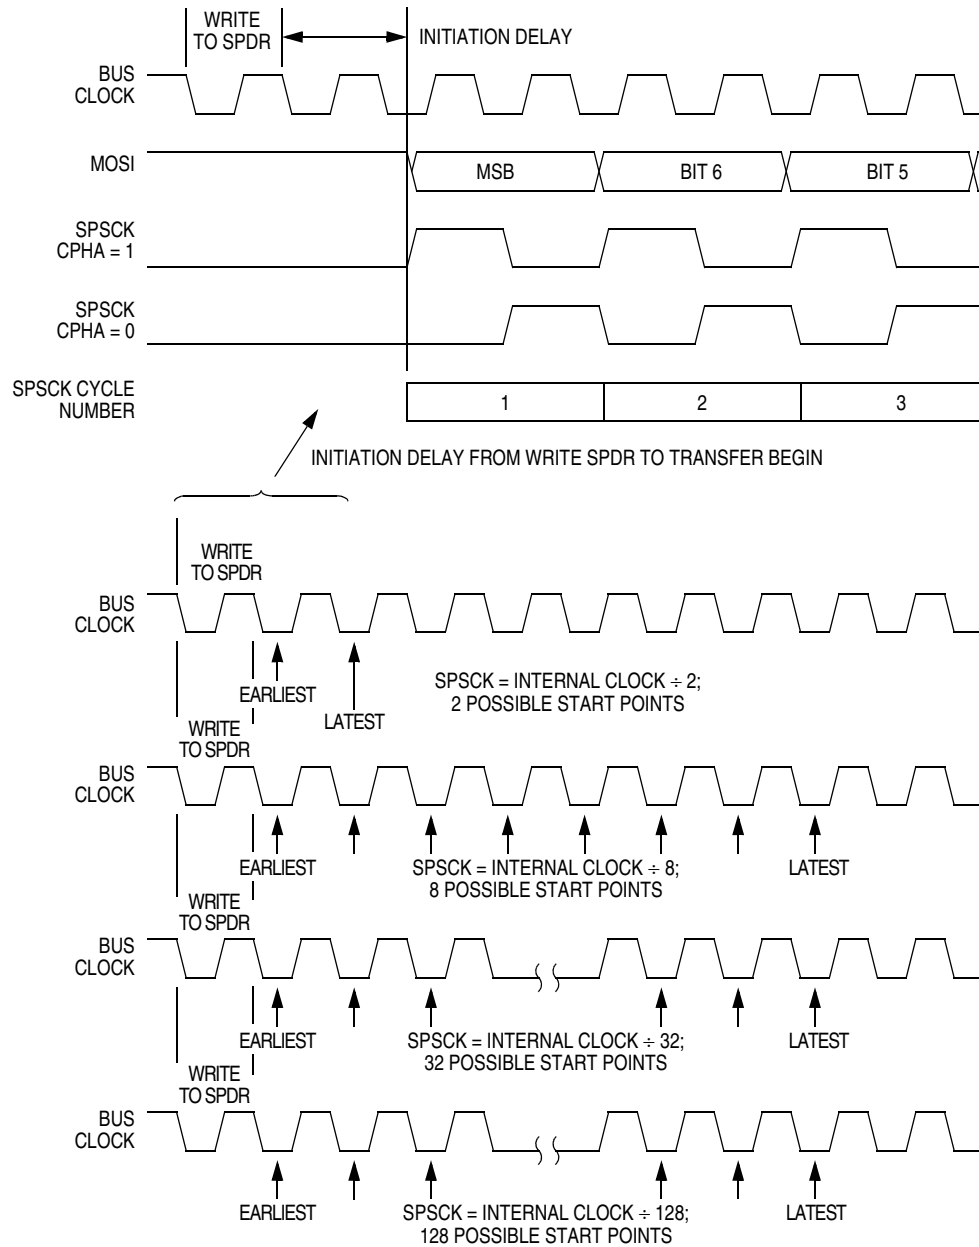 WRITE
TO SPDR
INITIATION DELAY
BUS
CLOCK
MOSI
MSB
BIT 6
BIT 5
SPSCK
CPHA = 1
SPSCK
CPHA = 0
SPSCK CYCLE
NUMBER
1
2
3
INITIATION DELAY FROM WRITE SPDR TO TRANSFER BEGIN
WRITE
TO SPDR
BUS
CLOCK
EARLIEST
LATEST
SPSCK = INTERNAL CLOCK ÷ 2;
2 POSSIBLE START POINTS
WRITE
TO SPDR
BUS
CLOCK
EARLIEST
SPSCK = INTERNAL CLOCK ÷ 8;
8 POSSIBLE START POINTS
LATEST
WRITE
TO SPDR
BUS
CLOCK
EARLIEST
SPSCK = INTERNAL CLOCK ÷ 32;
32 POSSIBLE START POINTS
LATEST
WRITE
TO SPDR
BUS
CLOCK
EARLIEST
SPSCK = INTERNAL CLOCK ÷ 128;
128 POSSIBLE START POINTS
LATEST